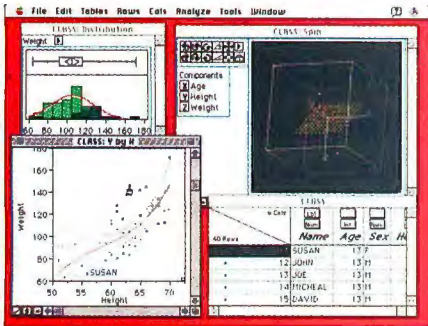 File Edit Tables Rows Cols Analyze Tools Window
CLASS: Distribution
Weight
60 80 100 120 140 160 180
CLASS: Spin
Components
X Age
Y Height
Z Weight
CLASS: Y by X
180
160
140
120
100
80
60
Weight
SUSAN
50 55 60 65 70
Height
CLASS
6 Cols
40 Rows
Name Age Sex
SUSAN
12 JOHN 13 M
13 JOE 13 M
14 MICHEAL 13 M
15 DAVID 13 M